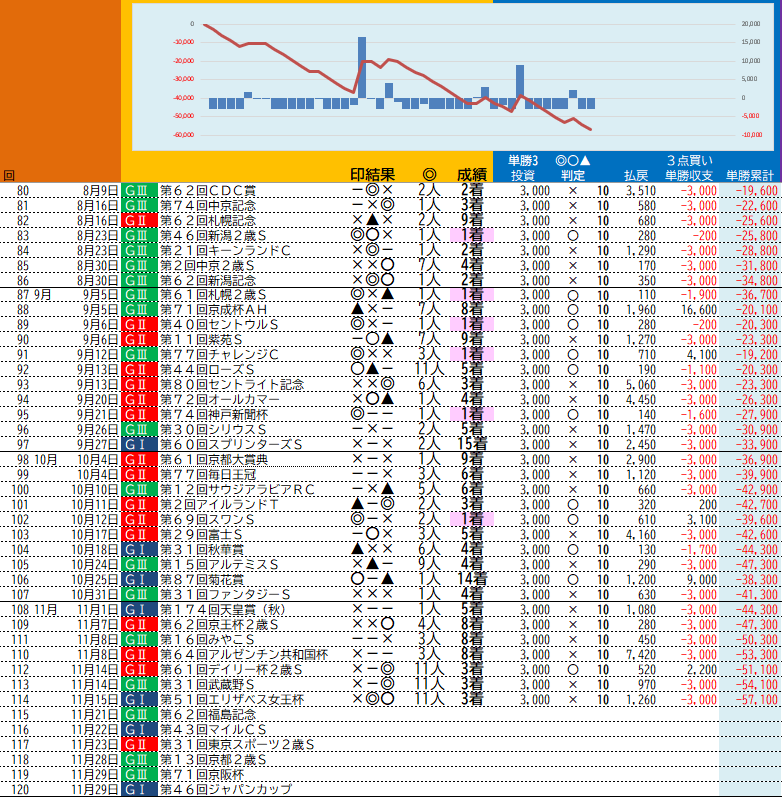 0
-10,000
-20,000
-30,000
-40,000
-50,000
-60,000
20,000
15,000
10,000
5,000
0
-5,000
-10,000
単勝3 ◎○▲ 3点買い
回 印結果 ◎ 成績 投資 判定 払戻 単勝収支 単勝累計
80 8月9日 GⅢ 第62回CDC賞 －◎× 2人 2着 3,000 × 10 3,510 -3,000 -19,600
81 8月16日 GⅢ 第74回中京記念 －×◎ 1人 3着 3,000 × 10 580 -3,000 -22,600
82 8月16日 GⅡ 第62回札幌記念 ×▲× 2人 9着 3,000 × 10 680 -3,000 -25,600
83 8月23日 GⅢ 第46回新潟2歳S ◎○× 1人 1着 3,000 ○ 10 280 -200 -25,800
84 8月23日 GⅢ 第21回キーンランドC ×◎－ 1人 2着 3,000 × 10 1,290 -3,000 -28,800
85 8月30日 GⅢ 第2回中京2歳S ××○ 7人 4着 3,000 × 10 170 -3,000 -31,800
86 8月30日 GⅢ 第62回新潟記念 ×◎○ 1人 2着 3,000 × 10 350 -3,000 -34,800
87 9月 9月5日 GⅢ 第61回札幌2歳S ◎×▲ 1人 1着 3,000 ○ 10 110 -1,900 -36,700
88 9月5日 GⅢ 第71回京成杯AH ▲×－ 7人 8着 3,000 ○ 10 1,960 16,600 -20,100
89 9月6日 GⅡ 第40回セントウルS ◎×－ 1人 1着 3,000 ○ 10 280 -200 -20,300
90 9月6日 GⅡ 第11回紫苑S －○▲ 7人 9着 3,000 × 10 1,270 -3,000 -23,300
91 9月12日 GⅢ 第77回チャレンジC ◎×× 3人 1着 3,000 ○ 10 710 4,100 -19,200
92 9月13日 GⅡ 第44回ローズS ○▲－ 11人 5着 3,000 ○ 10 190 -1,100 -20,300
93 9月13日 GⅡ 第80回セントライト記念 ××◎ 6人 3着 3,000 × 10 5,060 -3,000 -23,300
94 9月20日 GⅡ 第72回オールカマー ×○▲ 1人 4着 3,000 × 10 4,450 -3,000 -26,300
95 9月21日 GⅡ 第74回神戸新聞杯 ◎－－ 1人 1着 3,000 ○ 10 140 -1,600 -27,900
96 9月26日 GⅢ 第30回シリウスS －×－ 2人 5着 3,000 × 10 1,470 -3,000 -30,900
97 9月27日 GⅠ 第60回スプリンターズS ×－× 2人 15着 3,000 × 10 2,450 -3,000 -33,900
98 10月 10月4日 GⅡ 第61回京都大賞典 ×－× 1人 9着 3,000 × 10 2,900 -3,000 -36,900
99 10月4日 GⅡ 第77回毎日王冠 －－× 3人 6着 3,000 × 10 1,120 -3,000 -39,900
100 10月10日 GⅢ 第12回サウジアラビアRC －×▲ 5人 6着 3,000 × 10 660 -3,000 -42,900
101 10月11日 GⅡ 第2回アイルランドT ▲－◎ 2人 3着 3,000 ○ 10 320 200 -42,700
102 10月12日 GⅡ 第69回スワンS ◎－× 2人 1着 3,000 ○ 10 610 3,100 -39,600
103 10月17日 GⅡ 第29回富士S －○× 3人 5着 3,000 × 10 4,160 -3,000 -42,600
104 10月18日 GⅠ 第31回秋華賞 ▲×× 6人 4着 3,000 ○ 10 130 -1,700 -44,300
105 10月24日 GⅢ 第15回アルテミスS ×▲－ 9人 4着 3,000 × 10 290 -3,000 -47,300
106 10月25日 GⅠ 第87回菊花賞 ○－▲ 1人 14着 3,000 ○ 10 1,200 9,000 -38,300
107 10月31日 GⅢ 第31回ファンタジーS ××× 1人 4着 3,000 × 10 630 -3,000 -41,300
108 11月 11月1日 GⅠ 第174回天皇賞（秋） ×－－ 1人 5着 3,000 × 10 1,080 -3,000 -44,300
109 11月7日 GⅡ 第62回京王杯2歳S ××○ 4人 8着 3,000 × 10 280 -3,000 -47,300
111 11月8日 GⅢ 第16回みやこS －－× 3人 8着 3,000 × 10 450 -3,000 -50,300
110 11月8日 GⅡ 第64回アルゼンチン共和国杯 ×－－ 3人 8着 3,000 × 10 7,420 -3,000 -53,300
112 11月14日 GⅡ 第61回デイリー杯2歳S ×－◎ 11人 3着 3,000 ○ 10 520 2,200 -51,100
113 11月14日 GⅢ 第31回武蔵野S ×－◎ 11人 3着 3,000 × 10 970 -3,000 -54,100
114 11月15日 GⅠ 第51回エリザベス女王杯 ×◎○ 11人 3着 3,000 × 10 1,260 -3,000 -57,100
115 11月21日 GⅢ 第62回福島記念
116 11月22日 GⅠ 第43回マイルCS
117 11月23日 GⅡ 第31回東京スポーツ2歳S
118 11月28日 GⅢ 第13回京都2歳S
119 11月29日 GⅢ 第71回京阪杯
120 11月29日 GⅠ 第46回ジャパンカップ